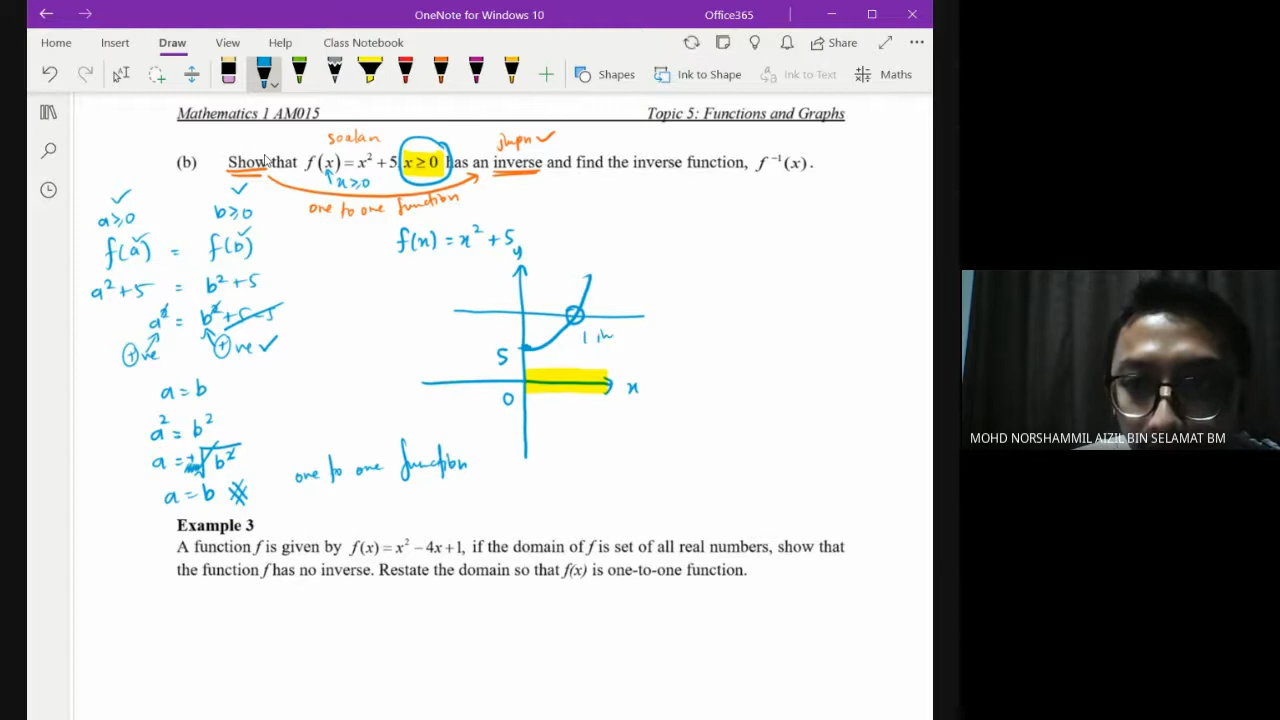 OneNote for Windows 10
Office365
Home Insert Draw View Help Class Notebook
Share
Shapes
Ink to Shape
Ink to Text
Maths
Mathematics 1 AM015
Topic 5: Functions and Graphs
soalan
(b) Show that f(x) = x² + 5, x ≥ 0 has an inverse and find the inverse function, f⁻¹(x).
x ≥ 0
one to one function
a ≥ 0 b ≥ 0
f(a) = f(b)
a² + 5 = b² + 5
a² = b² + 5 - 5
+ve +ve
a = b
a² = b²
a = ±√b²
a = b
f(x) = x² + 5
y
5
0
x
one to one function
Example 3
A function f is given by f(x) = x² − 4x + 1, if the domain of f is set of all real numbers, show that
the function f has no inverse. Restate the domain so that f(x) is one-to-one function.
MOHD NORSHAMMIL AIZIL BIN SELAMAT BM